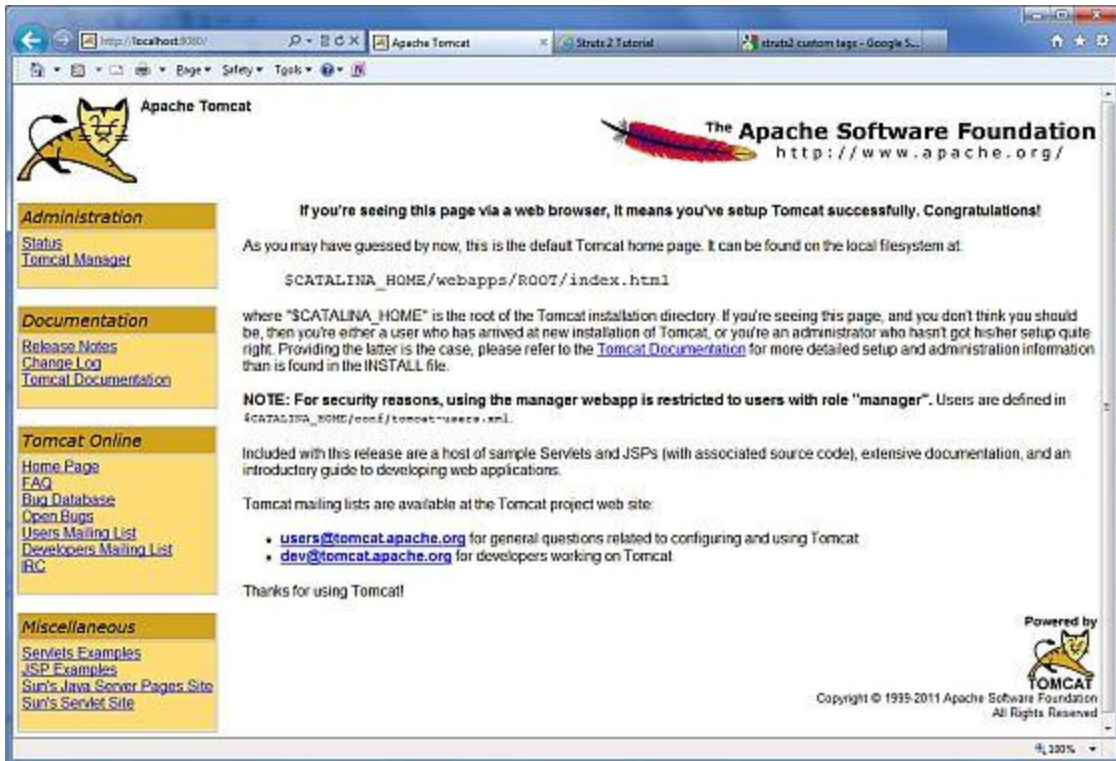 http://localhost:8080/
Apache Tomcat
Struts 2 Tutorial
struts2 custom tags - Google S...
Page Safety Tools
Apache Tomcat
The Apache Software Foundation
http://www.apache.org/
Administration
Status
Tomcat Manager
Documentation
Release Notes
Change Log
Tomcat Documentation
Tomcat Online
Home Page
FAQ
Bug Database
Open Bugs
Users Mailing List
Developers Mailing List
IRC
Miscellaneous
Servlets Examples
JSP Examples
Sun's Java Server Pages Site
Sun's Servlet Site
If you're seeing this page via a web browser, it means you've setup Tomcat successfully. Congratulations!
As you may have guessed by now, this is the default Tomcat home page. It can be found on the local filesystem at:
$CATALINA_HOME/webapps/ROOT/index.html
where "$CATALINA_HOME" is the root of the Tomcat installation directory. If you're seeing this page, and you don't think you should
be, then you're either a user who has arrived at new installation of Tomcat, or you're an administrator who hasn't got his/her setup quite
right. Providing the latter is the case, please refer to the Tomcat Documentation for more detailed setup and administration information
than is found in the INSTALL file.
NOTE: For security reasons, using the manager webapp is restricted to users with role "manager". Users are defined in
$CATALINA_HOME/conf/tomcat-users.xml.
Included with this release are a host of sample Servlets and JSPs (with associated source code), extensive documentation, and an
introductory guide to developing web applications.
Tomcat mailing lists are available at the Tomcat project web site:
• users@tomcat.apache.org for general questions related to configuring and using Tomcat
• dev@tomcat.apache.org for developers working on Tomcat
Thanks for using Tomcat!
Powered by
TOMCAT
Copyright © 1999-2011 Apache Software Foundation
All Rights Reserved
100%